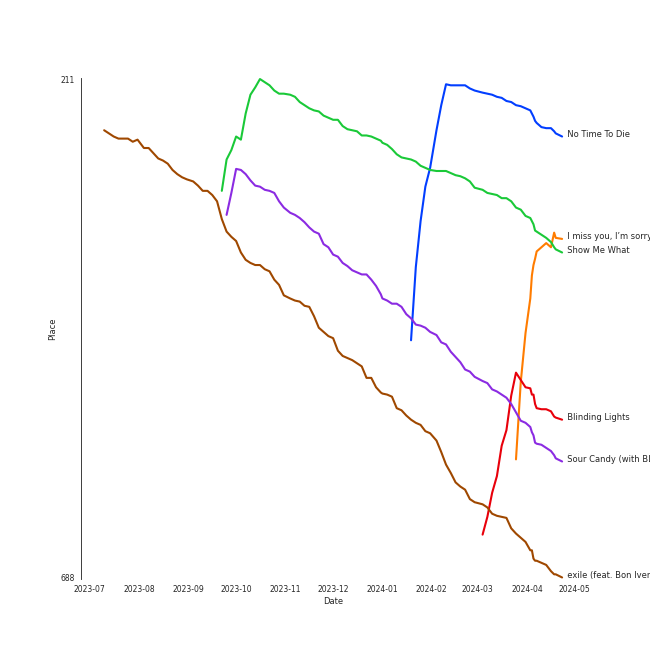 211
No Time To Die
I miss you, I'm sorry
Show Me What
Place
Blinding Lights
Sour Candy (with Bl
exile (feat. Bon Iver
688
2023-07 2023-08 2023-09 2023-10 2023-11 2023-12 2024-01 2024-02 2024-03 2024-04 2024-05
Date